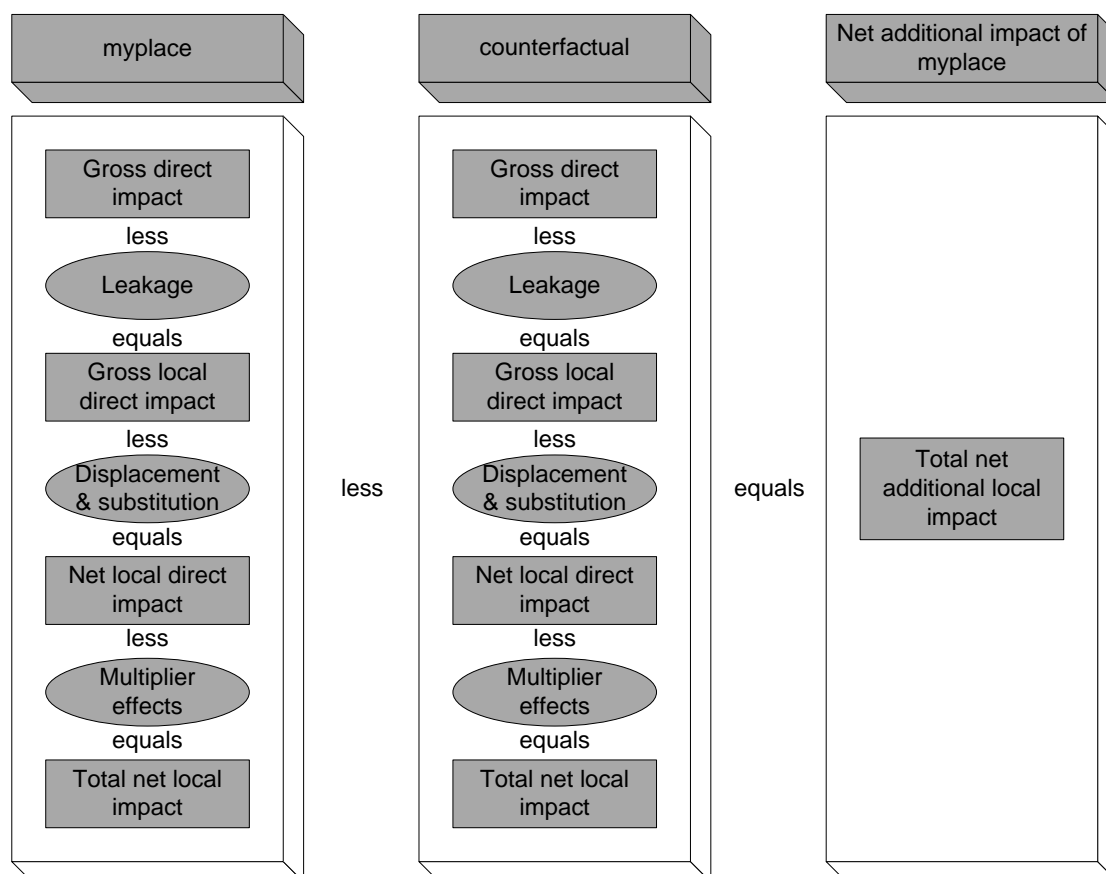 myplace
counterfactual
Net additional impact of
myplace
Gross direct
impact
less
Leakage
equals
Gross local
direct impact
less
Displacement
& substitution
equals
Net local direct
impact
less
Multiplier
effects
equals
Total net local
impact
less
Gross direct
impact
less
Leakage
equals
Gross local
direct impact
less
Displacement
& substitution
equals
Net local direct
impact
less
Multiplier
effects
equals
Total net local
impact
equals
Total net
additional local
impact